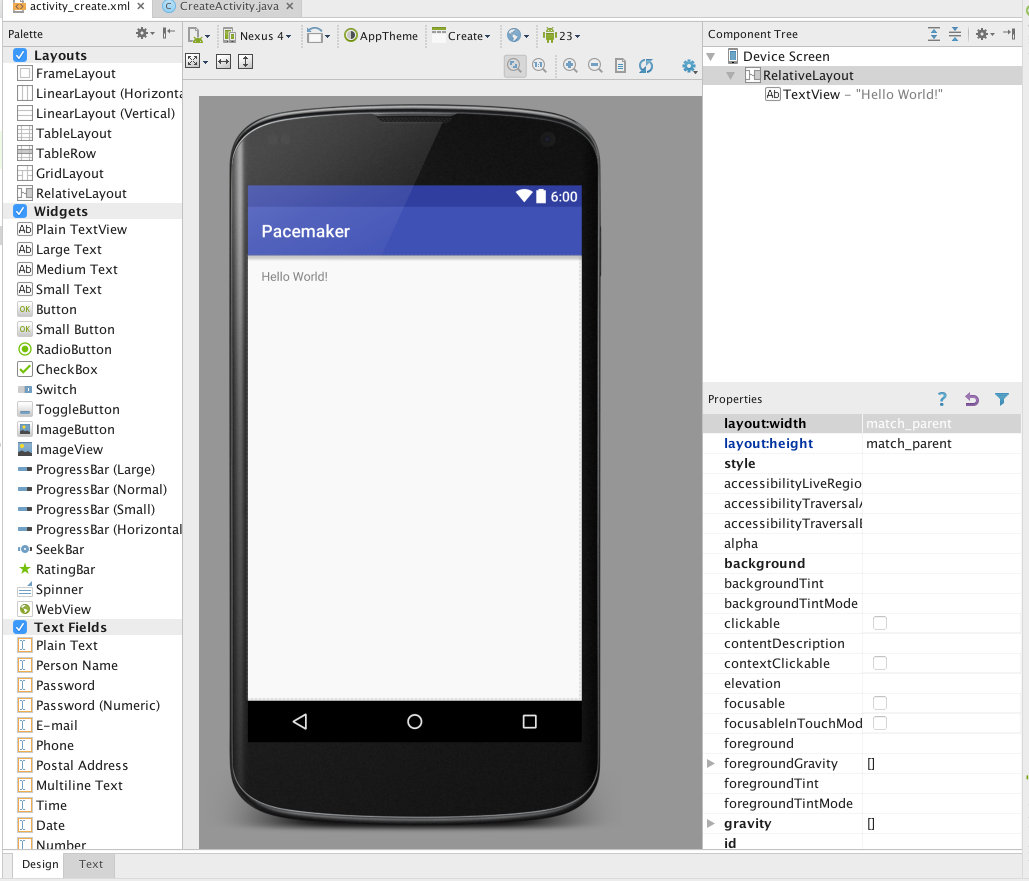 activity_create.xml
CreateActivity.java
Palette
Nexus 4
AppTheme
Create
23
Component Tree
Layouts
FrameLayout
LinearLayout (Horizonta
LinearLayout (Vertical)
TableLayout
TableRow
GridLayout
RelativeLayout
Widgets
Plain TextView
Large Text
Medium Text
Small Text
Button
Small Button
RadioButton
CheckBox
Switch
ToggleButton
ImageButton
ImageView
ProgressBar (Large)
ProgressBar (Normal)
ProgressBar (Small)
ProgressBar (Horizontal
SeekBar
RatingBar
Spinner
WebView
Text Fields
Plain Text
Person Name
Password
Password (Numeric)
E-mail
Phone
Postal Address
Multiline Text
Time
Date
Number
Design
Text
6:00
Pacemaker
Hello World!
Device Screen
RelativeLayout
Ab TextView – "Hello World!"
Properties
layout:width match_parent
layout:height match_parent
style
accessibilityLiveRegio
accessibilityTraversalA
accessibilityTraversalB
alpha
background
backgroundTint
backgroundTintMode
clickable
contentDescription
contextClickable
elevation
focusable
focusableInTouchMod
foreground
foregroundGravity []
foregroundTint
foregroundTintMode
gravity []
id